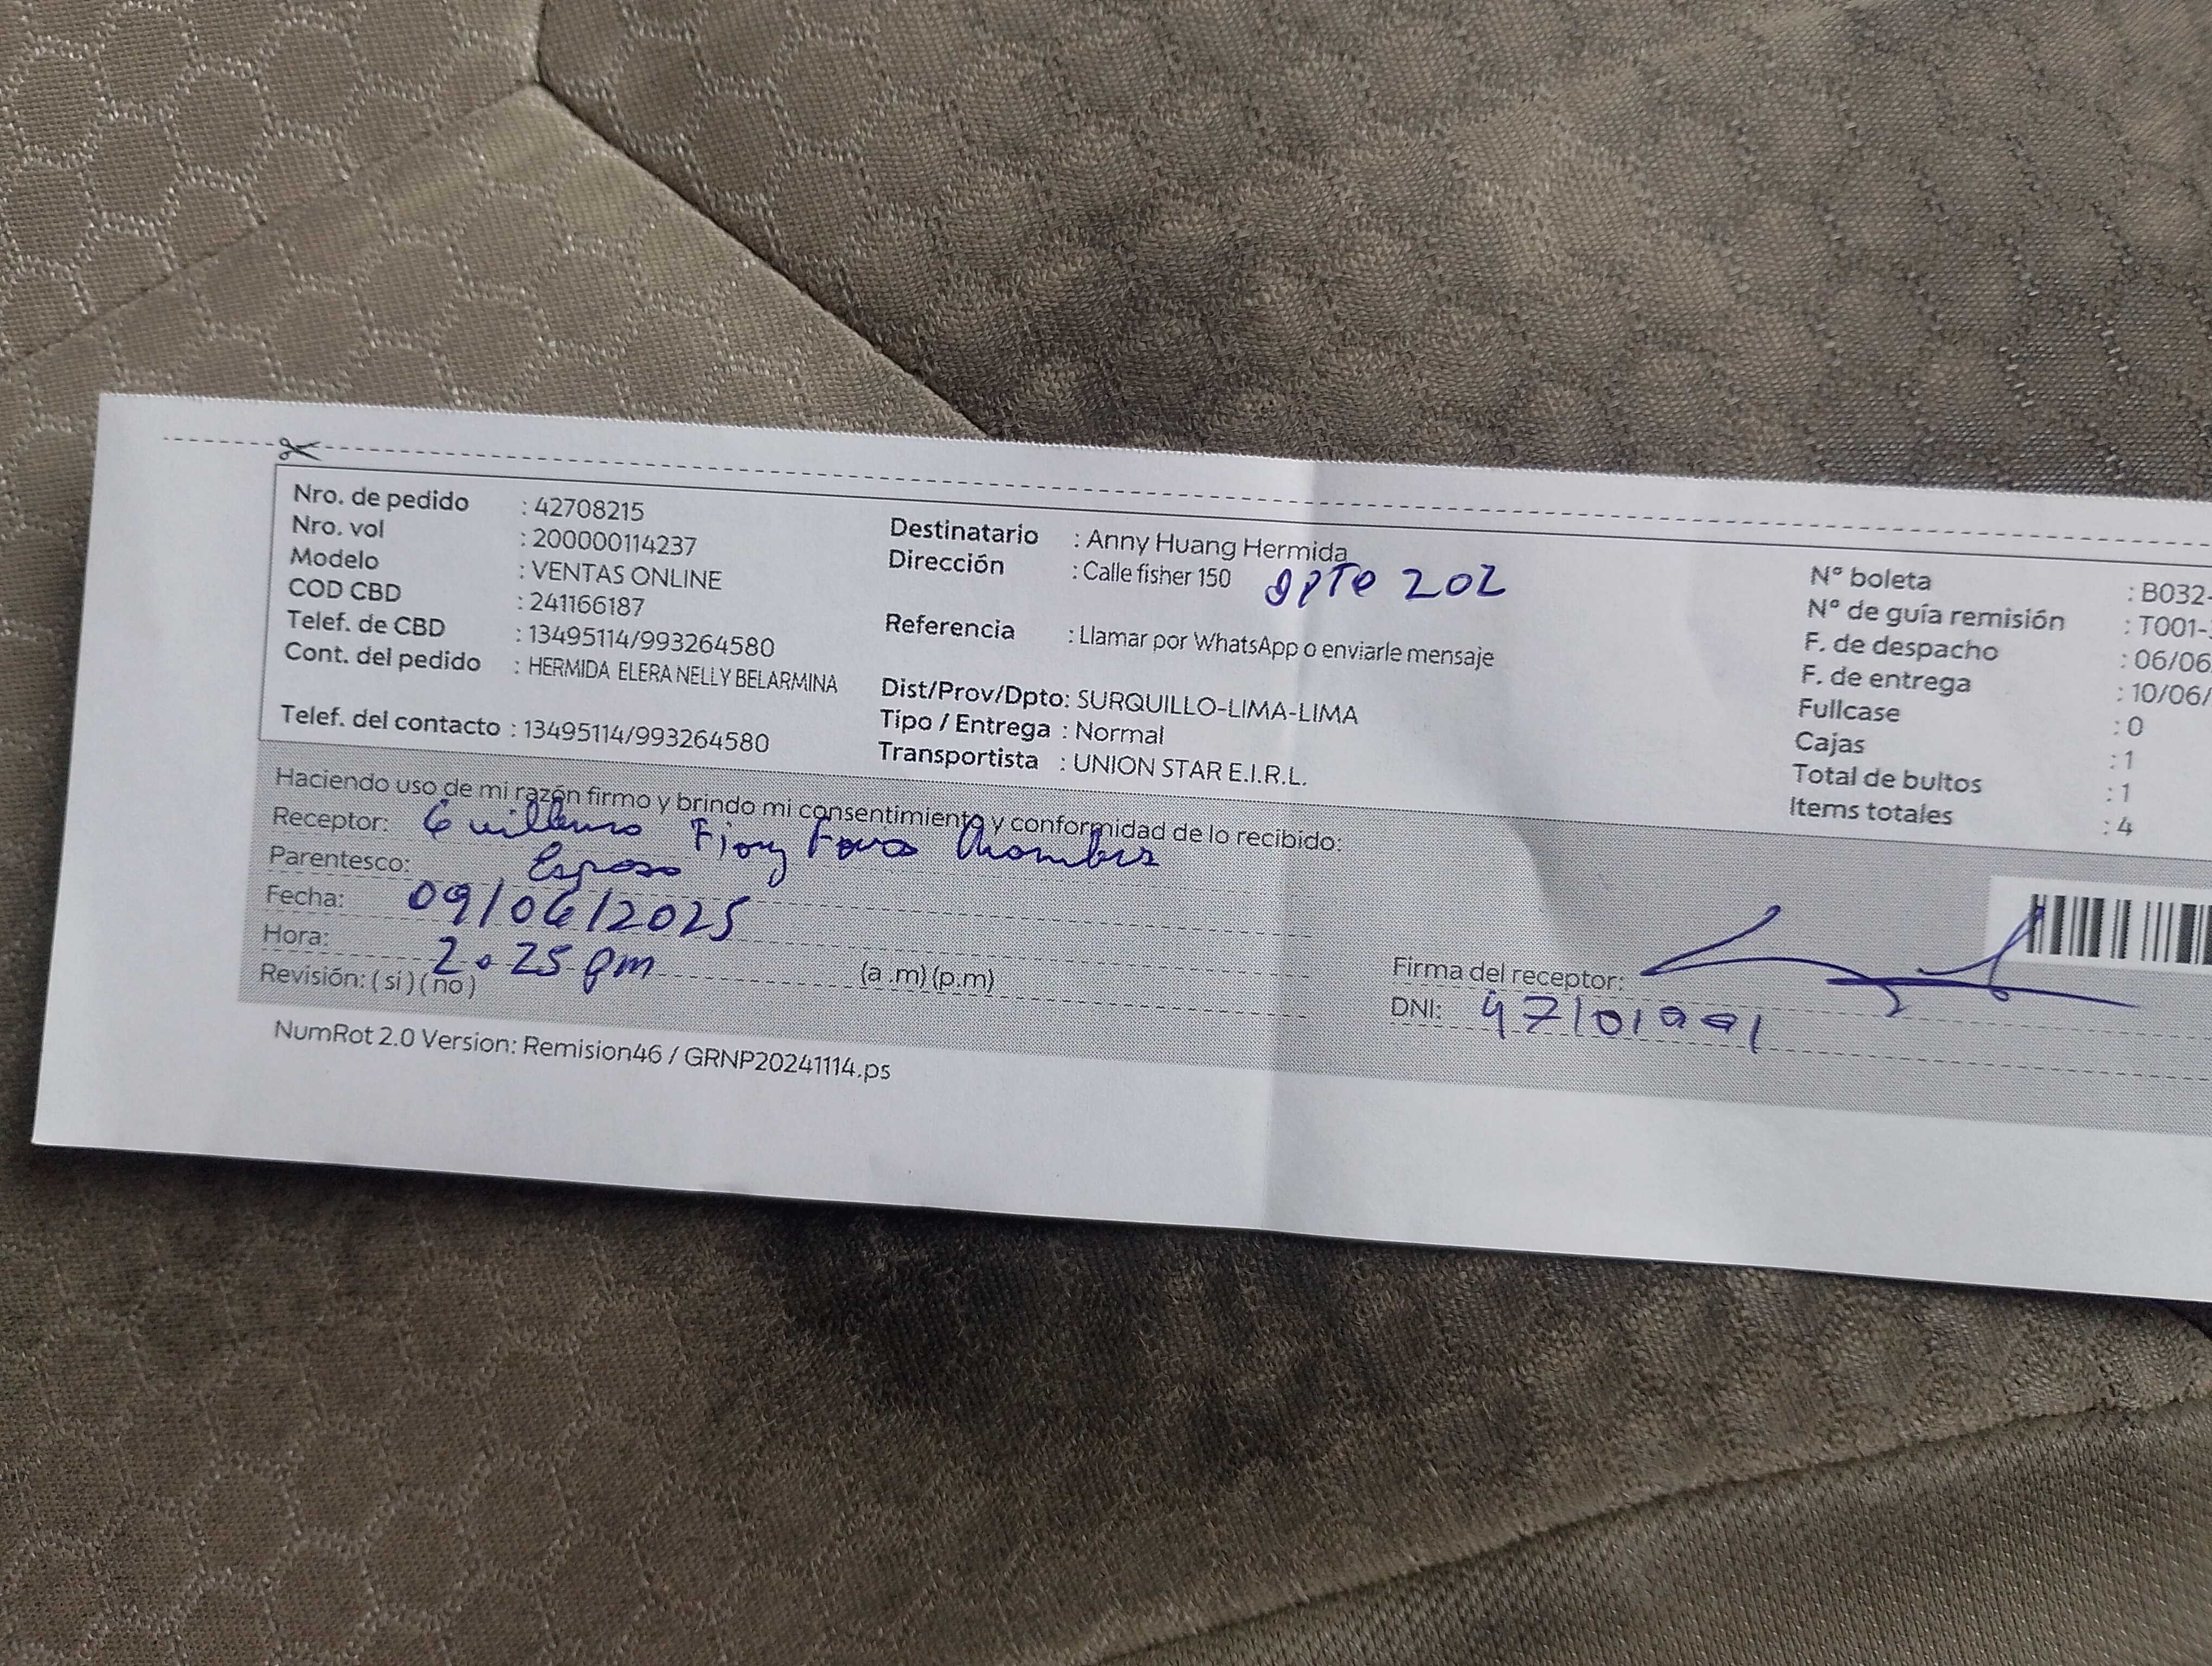 Nro. de pedido : 42708215
Nro. vol : 200000114237
Modelo : VENTAS ONLINE
COD CBD : 241166187
Telef. de CBD : 13495114/993264580
Cont. del pedido : HERMIDA ELERA NELLY BELARMINA
Telef. del contacto : 13495114/993264580
Destinatario : Anny Huang Hermida
Dirección : Calle fisher 150 dpTo 202
Referencia : Llamar por WhatsApp o enviarle mensaje
Dist/Prov/Dpto: SURQUILLO-LIMA-LIMA
Tipo / Entrega : Normal
Transportista : UNION STAR E.I.R.L.
N° boleta : B032-
N° de guía remisión : T001-
F. de despacho : 06/06
F. de entrega : 10/06/
Fullcase : 0
Cajas : 1
Total de bultos : 1
Items totales : 4
Haciendo uso de mi razón firmo y brindo mi consentimiento y conformidad de lo recibido:
Receptor: Guillermo
Parentesco: Esposo
Fecha: 09/06/2025
Hora: 2.25 pm (a .m) (p.m)
Revisión: ( si ) ( no )
Firma del receptor:
DNI: 47101991
NumRot 2.0 Version: Remision46 / GRNP20241114.ps